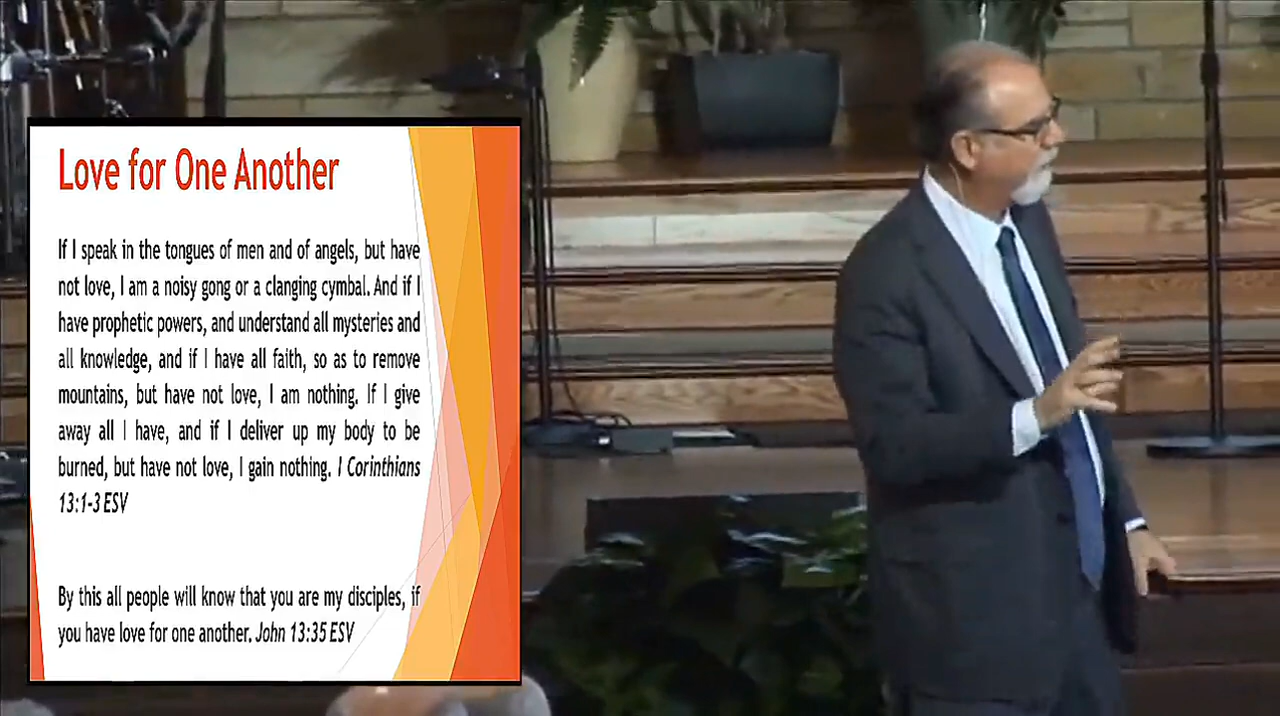 Love for One Another
If I speak in the tongues of men and of angels, but have
not love, I am a noisy gong or a clanging cymbal. And if I
have prophetic powers, and understand all mysteries and
all knowledge, and if I have all faith, so as to remove
mountains, but have not love, I am nothing. If I give
away all I have, and if I deliver up my body to be
burned, but have not love, I gain nothing. I Corinthians
13:1-3 ESV
By this all people will know that you are my disciples, if
you have love for one another. John 13:35 ESV